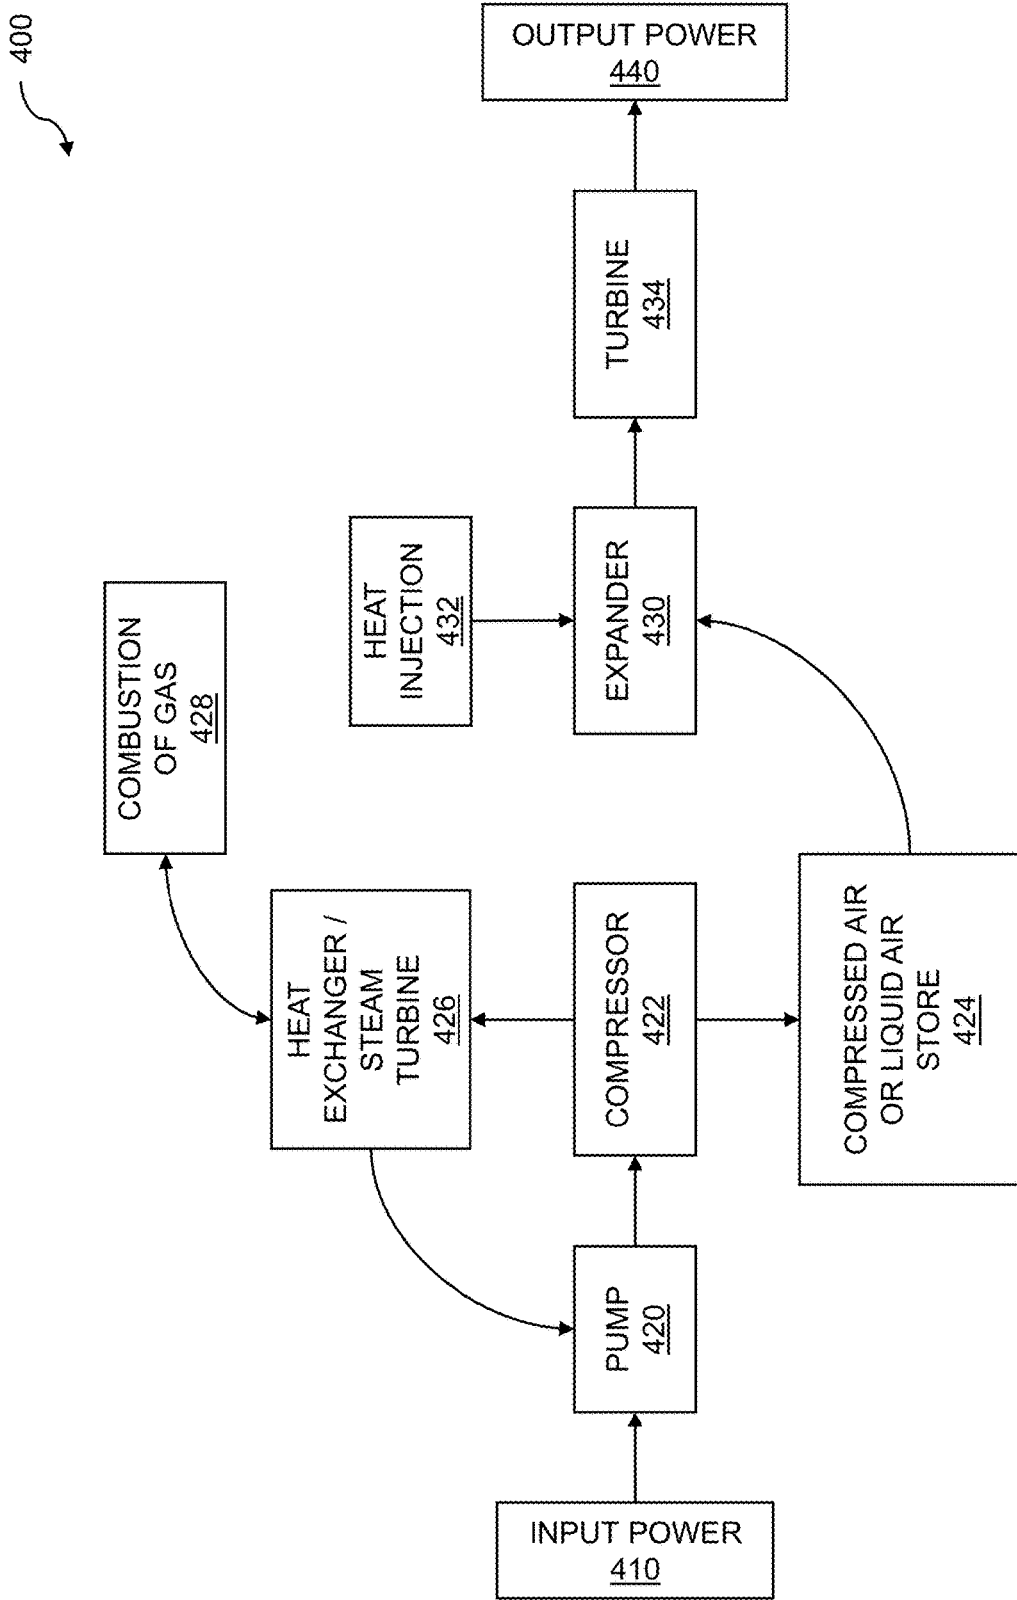 400
OUTPUT POWER
440
TURBINE
434
HEAT
INJECTION
432
EXPANDER
430
COMBUSTION
OF GAS
428
HEAT
EXCHANGER /
STEAM
TURBINE
426
COMPRESSOR
422
COMPRESSED AIR
OR LIQUID AIR
STORE
424
PUMP
420
INPUT POWER
410